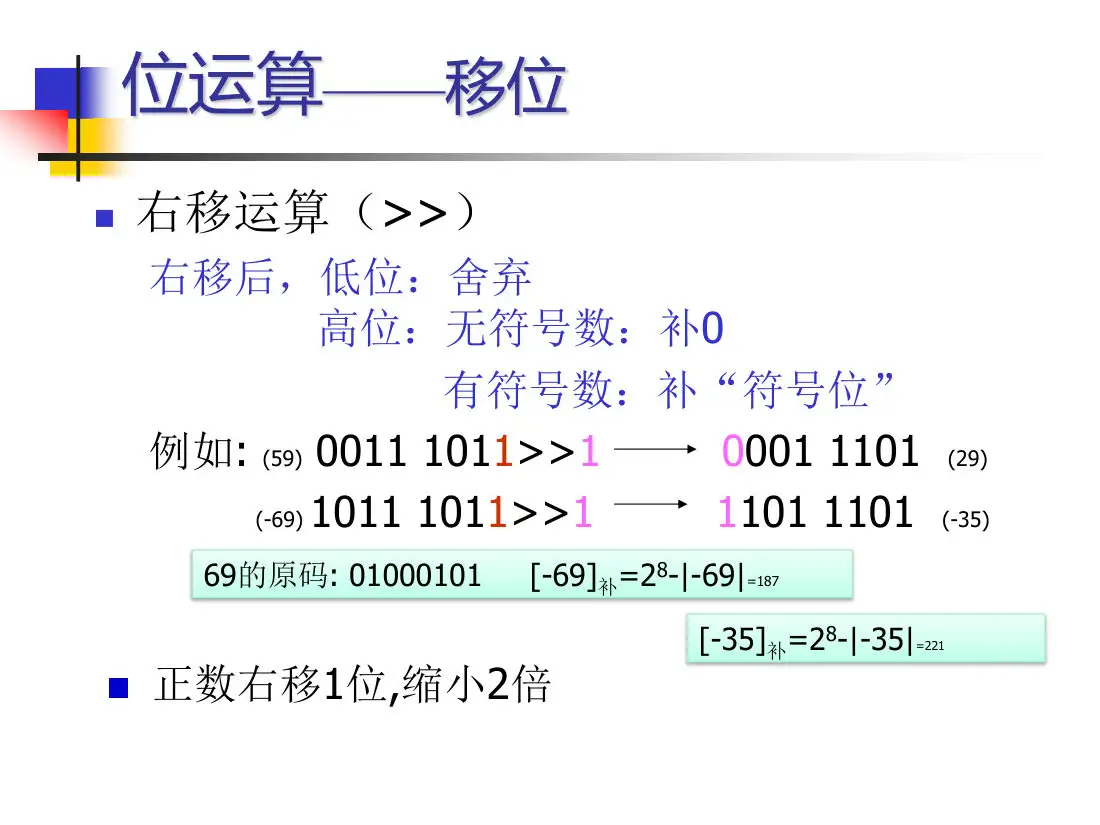 位运算——移位
右移运算（>>）
右移后，低位：舍弃
高位：无符号数：补0
有符号数：补“符号位”
例如: (59) 0011 1011>>1 → 0001 1101 (29)
(-69) 1011 1011>>1 → 1101 1101 (-35)
69的原码: 01000101 [-69]补=2⁸-|-69|=187
[-35]补=2⁸-|-35|=221
正数右移1位,缩小2倍